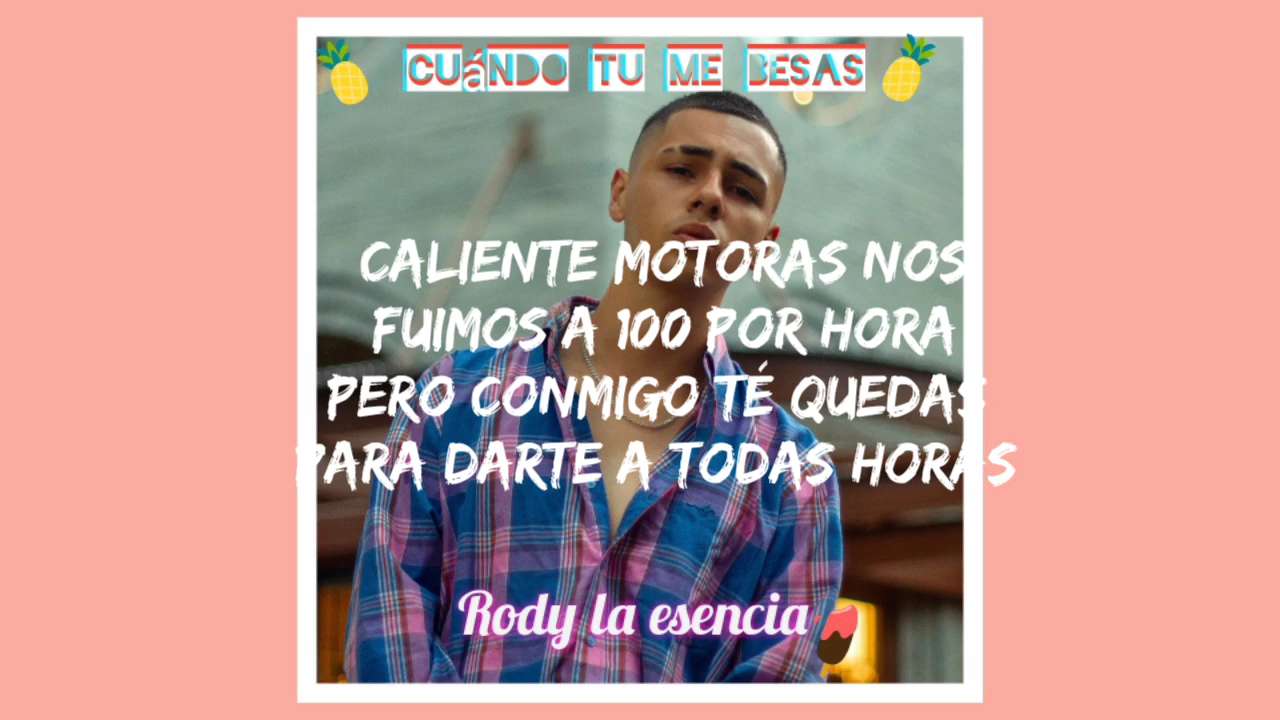 CUáNDO TU ME BESAS
CALIENTE MOTORAS NOS
FUIMOS A 100 POR HORA
PERO CONMIGO TÉ QUEDAS
PARA DARTE A TODAS HORAS
Rody la esencia